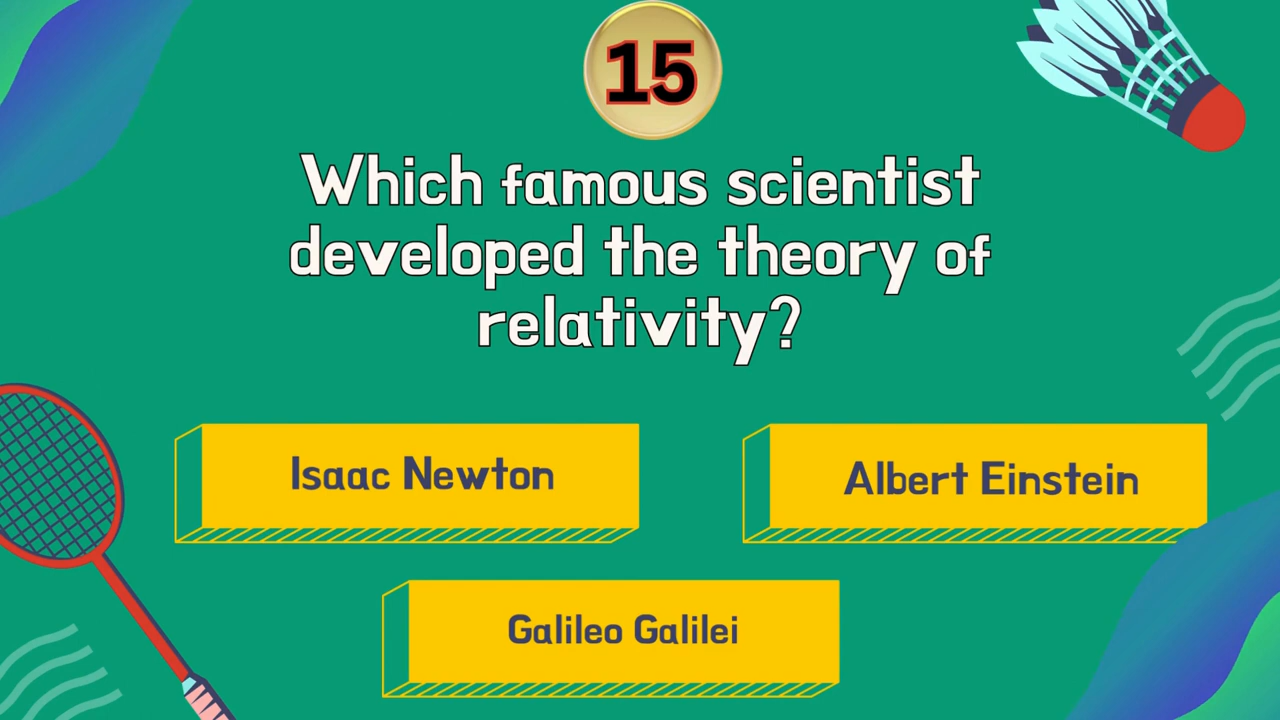 15
Which famous scientist
developed the theory of
relativity?
Isaac Newton
Albert Einstein
Galileo Galilei